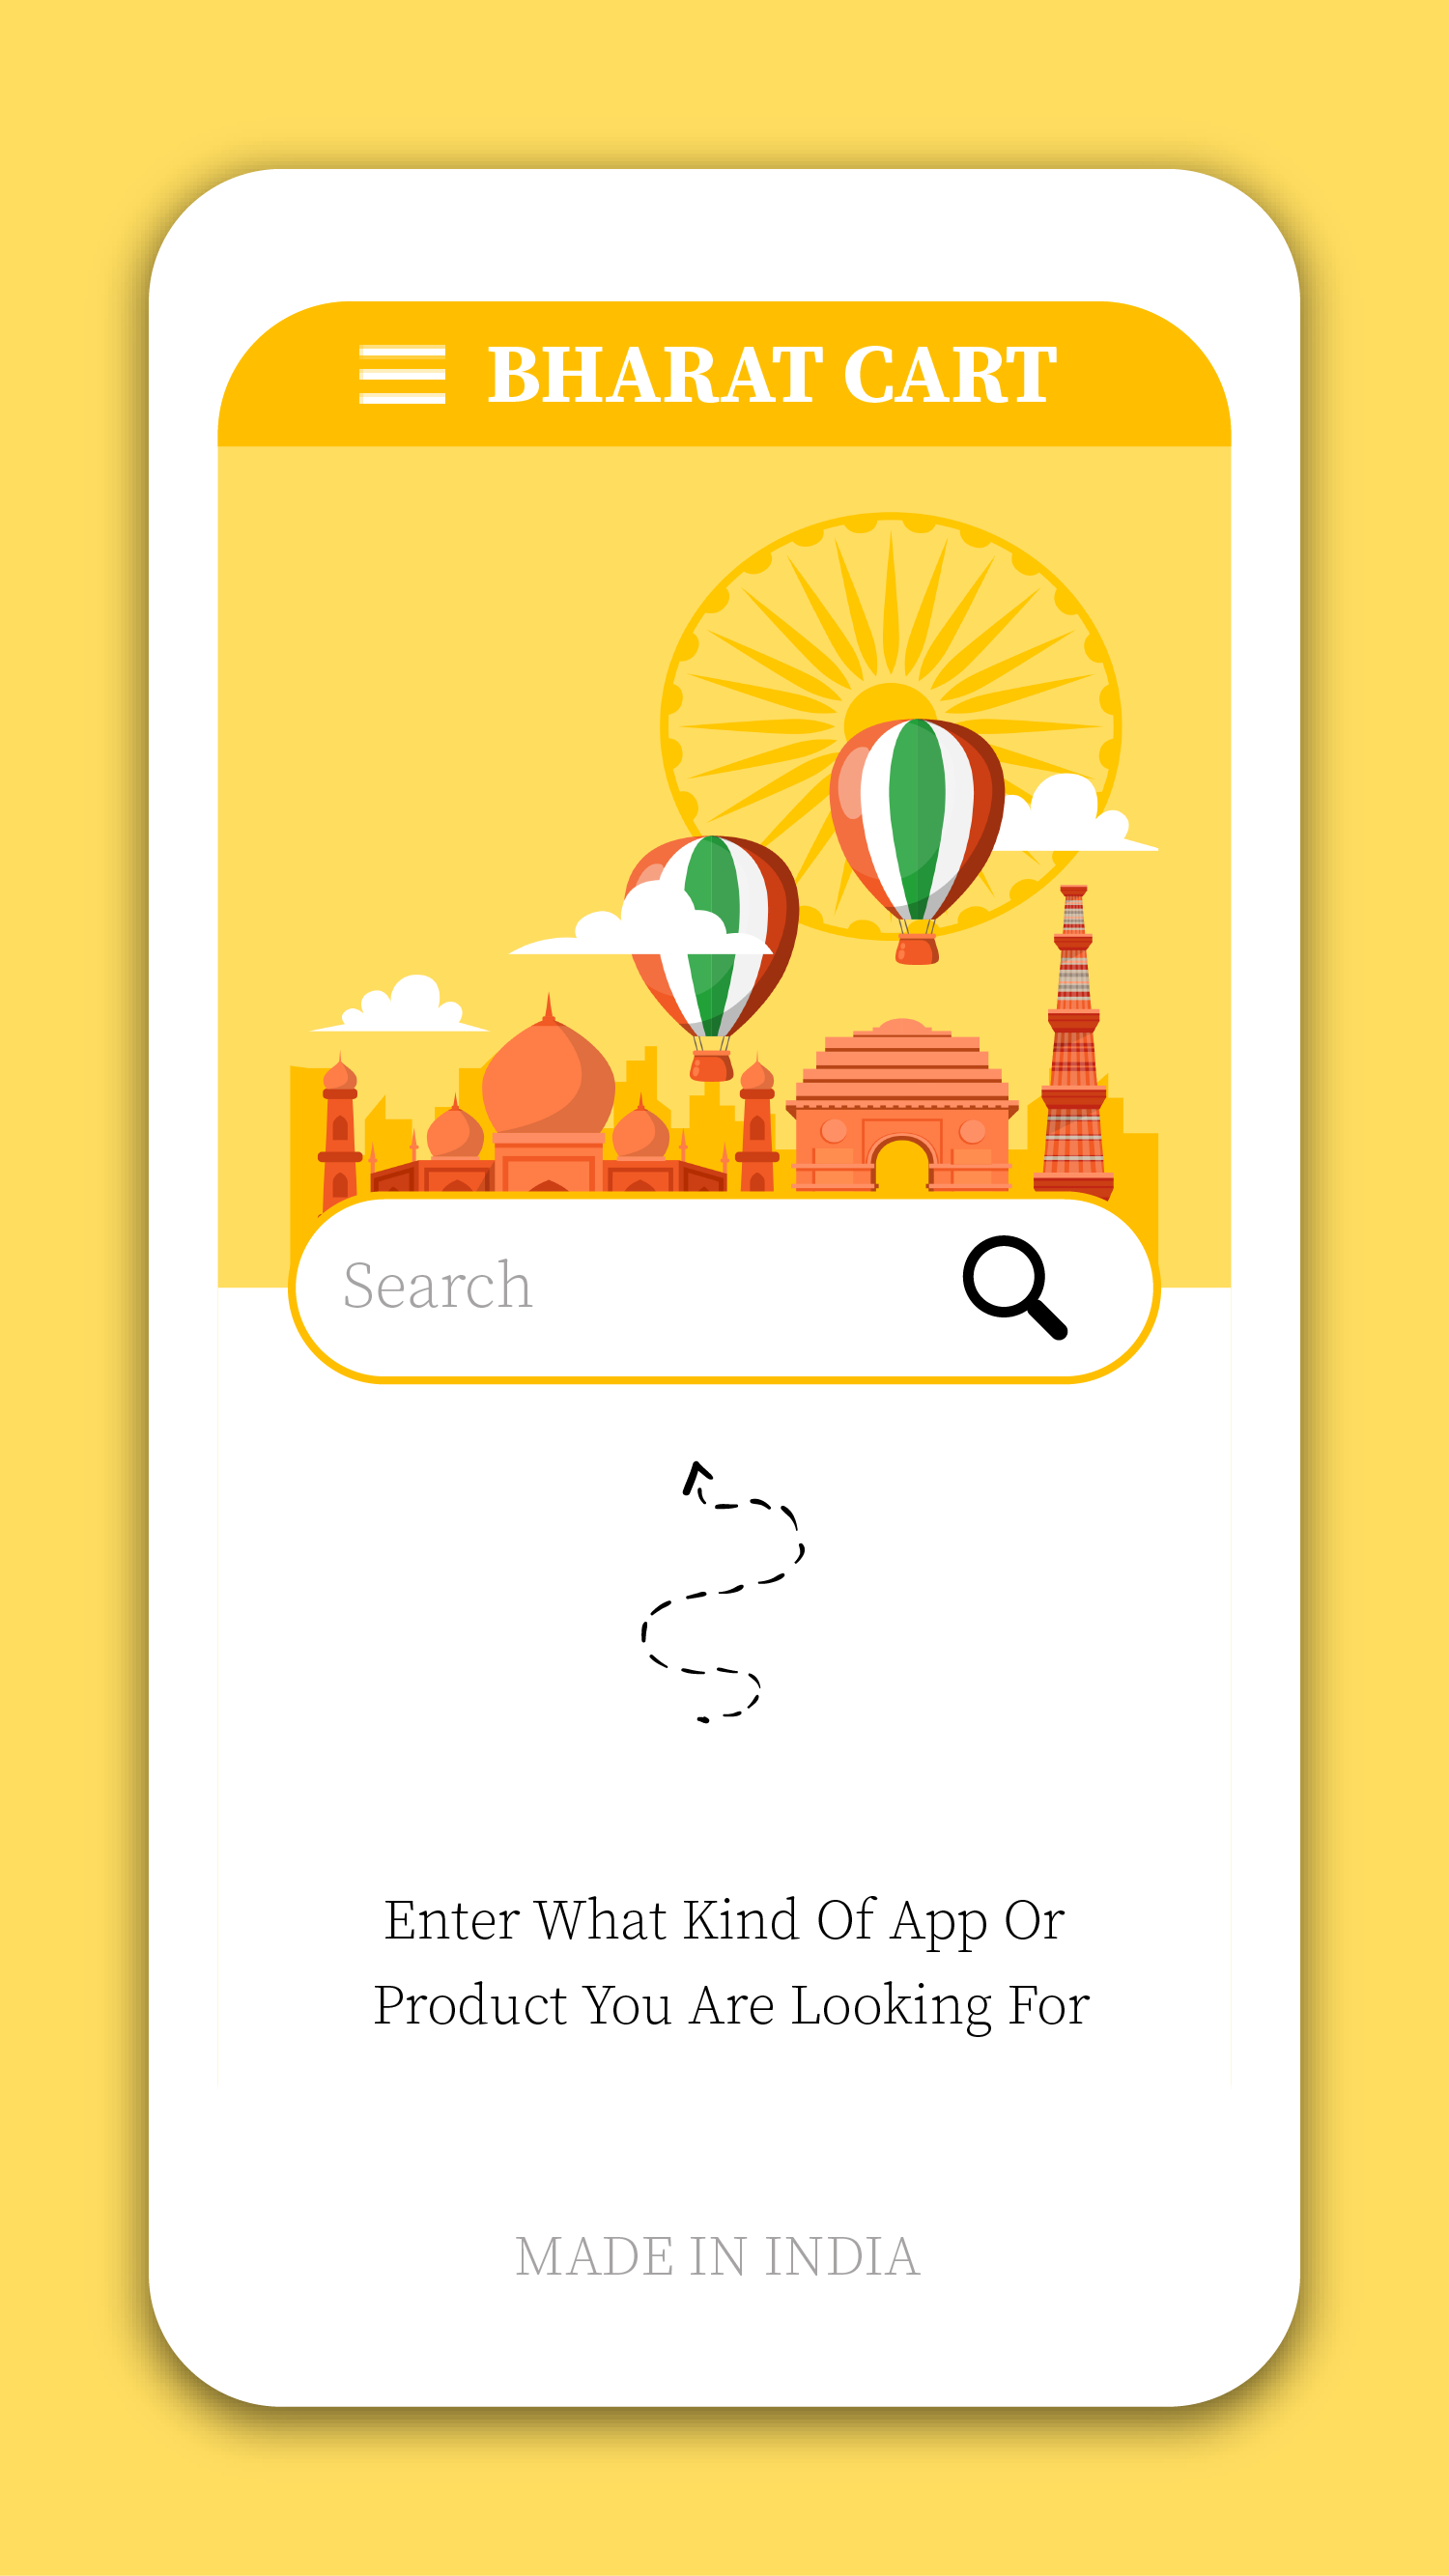 BHARAT CART
Search
Enter What Kind Of App Or
Product You Are Looking For
MADE IN INDIA